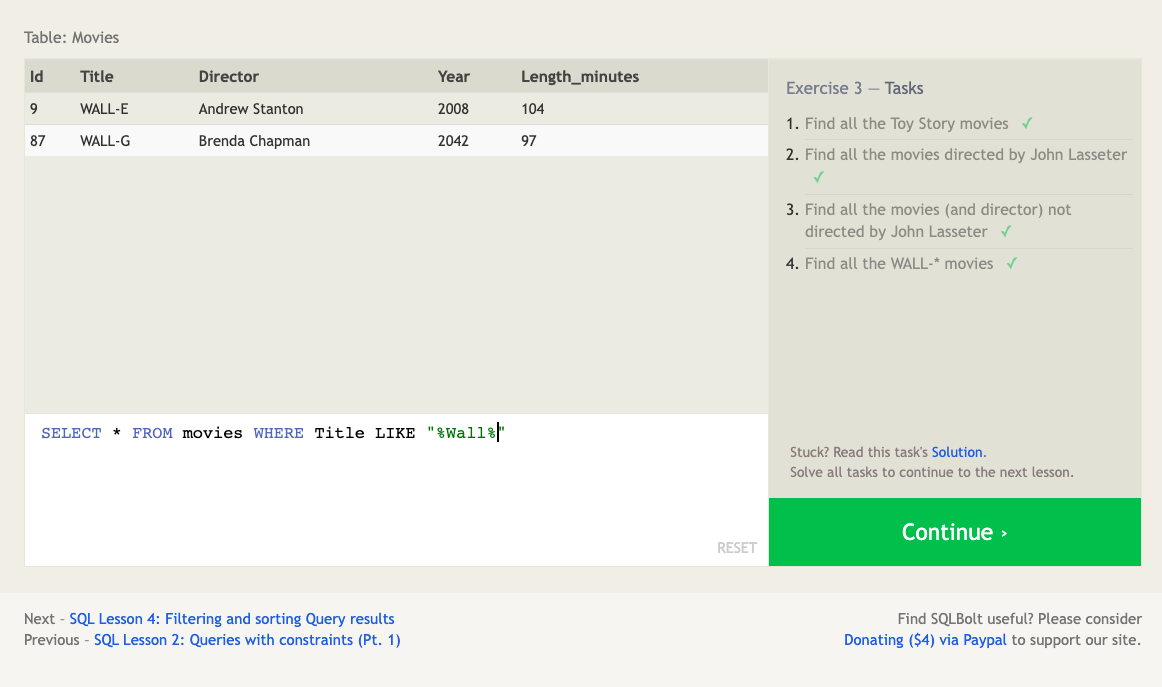 Table: Movies
Id Title Director Year Length_minutes
9 WALL-E Andrew Stanton 2008 104
87 WALL-G Brenda Chapman 2042 97
SELECT * FROM movies WHERE Title LIKE "%Wall%"
RESET
Exercise 3 — Tasks
1. Find all the Toy Story movies ✓
2. Find all the movies directed by John Lasseter
✓
3. Find all the movies (and director) not
directed by John Lasseter ✓
4. Find all the WALL-* movies ✓
Stuck? Read this task's Solution.
Solve all tasks to continue to the next lesson.
Continue ›
Next – SQL Lesson 4: Filtering and sorting Query results
Previous – SQL Lesson 2: Queries with constraints (Pt. 1)
Find SQLBolt useful? Please consider
Donating ($4) via Paypal to support our site.